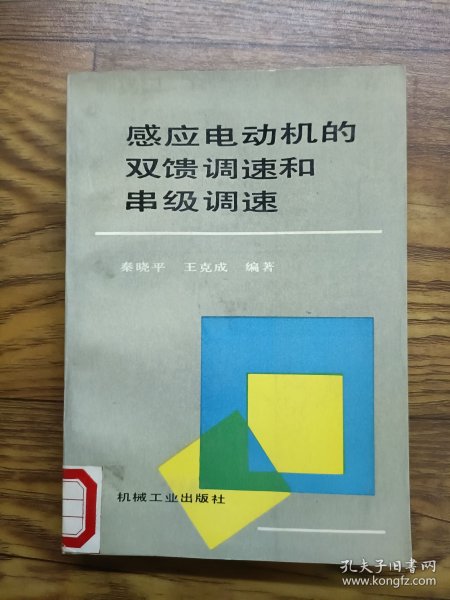 感应电动机的
双馈调速和
串级调速
秦晓平 王克成 编著
机械工业出版社
孔夫子旧书网
www.kongfz.com